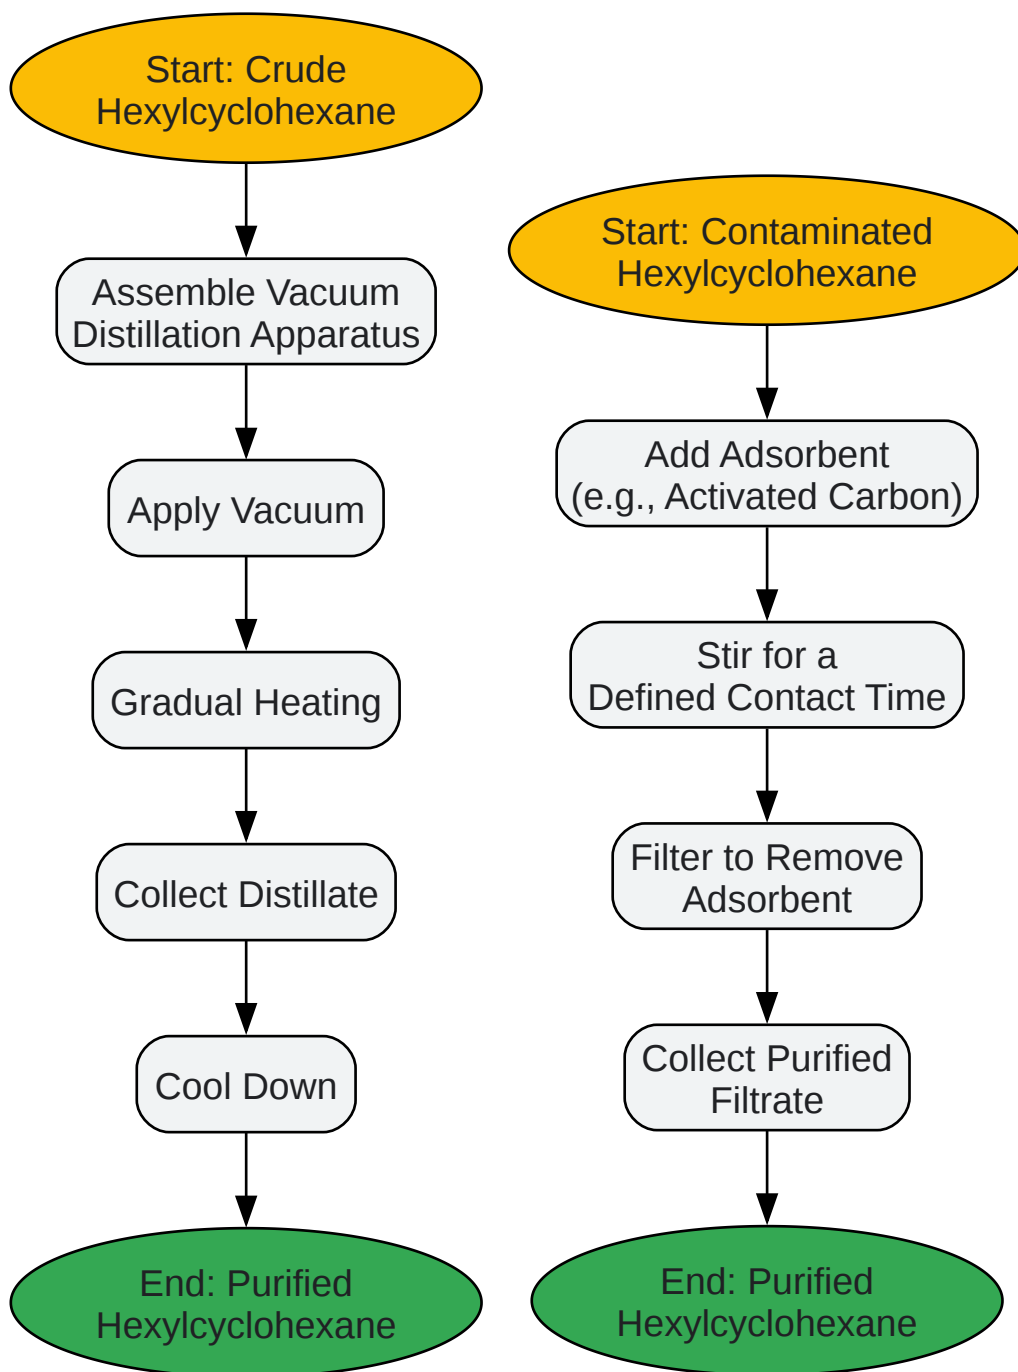 Start: Crude
Hexylcyclohexane
Assemble Vacuum
Distillation Apparatus
Apply Vacuum
Gradual Heating
Collect Distillate
Cool Down
End: Purified
Hexylcyclohexane
Start: Contaminated
Hexylcyclohexane
Add Adsorbent
(e.g., Activated Carbon)
Stir for a
Defined Contact Time
Filter to Remove
Adsorbent
Collect Purified
Filtrate
End: Purified
Hexylcyclohexane